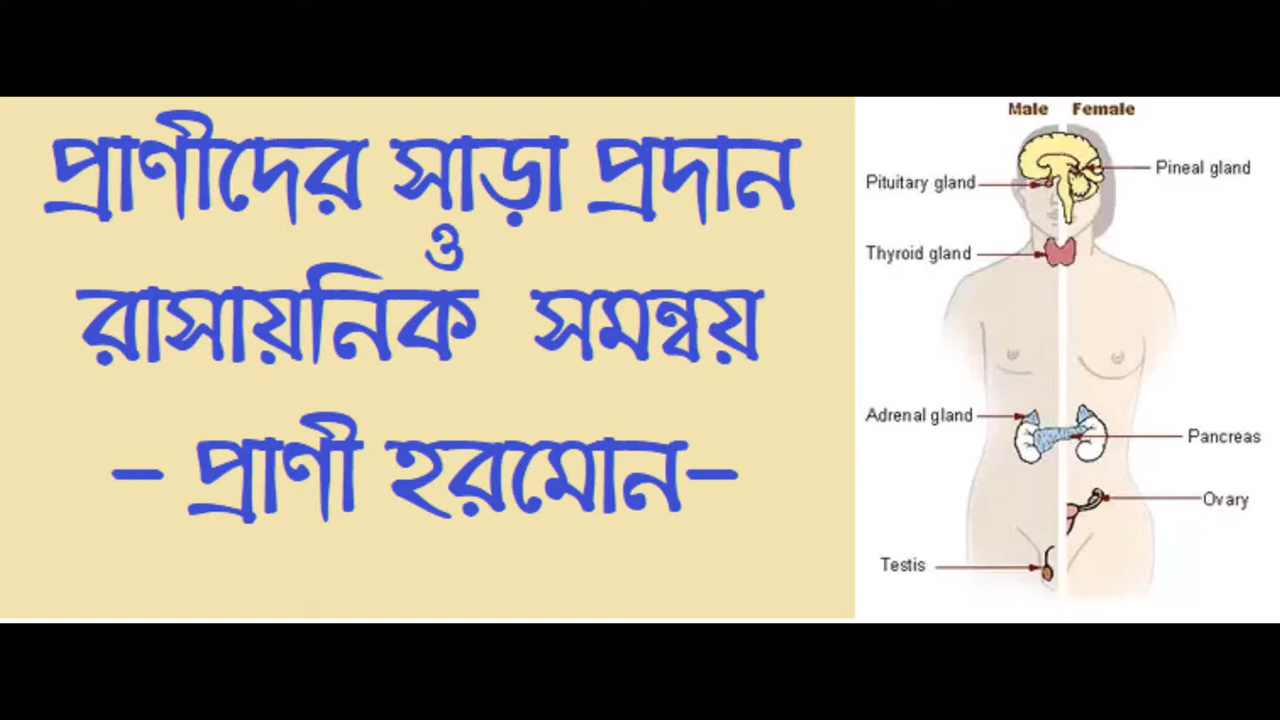 প্রাণীদের সাড়া প্রদান
ও
রাসায়নিক সমন্বয়
- প্রাণী হরমোন-
Male Female
Pituitary gland
Pineal gland
Thyroid gland
Adrenal gland
Pancreas
Ovary
Testis